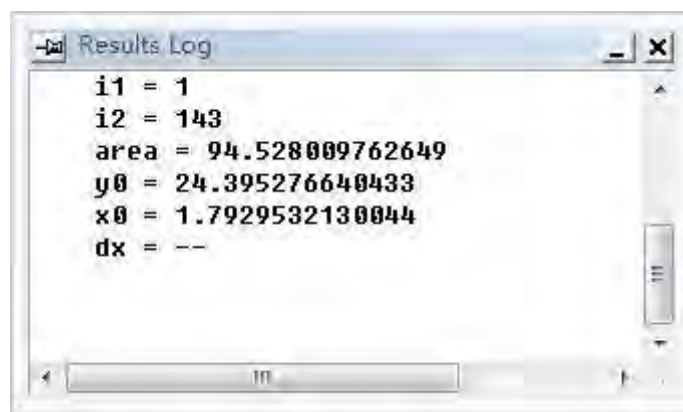 Results Log
i1 = 1
i2 = 143
area = 94.528009762649
y0 = 24.395276640433
x0 = 1.7929532130044
dx = --